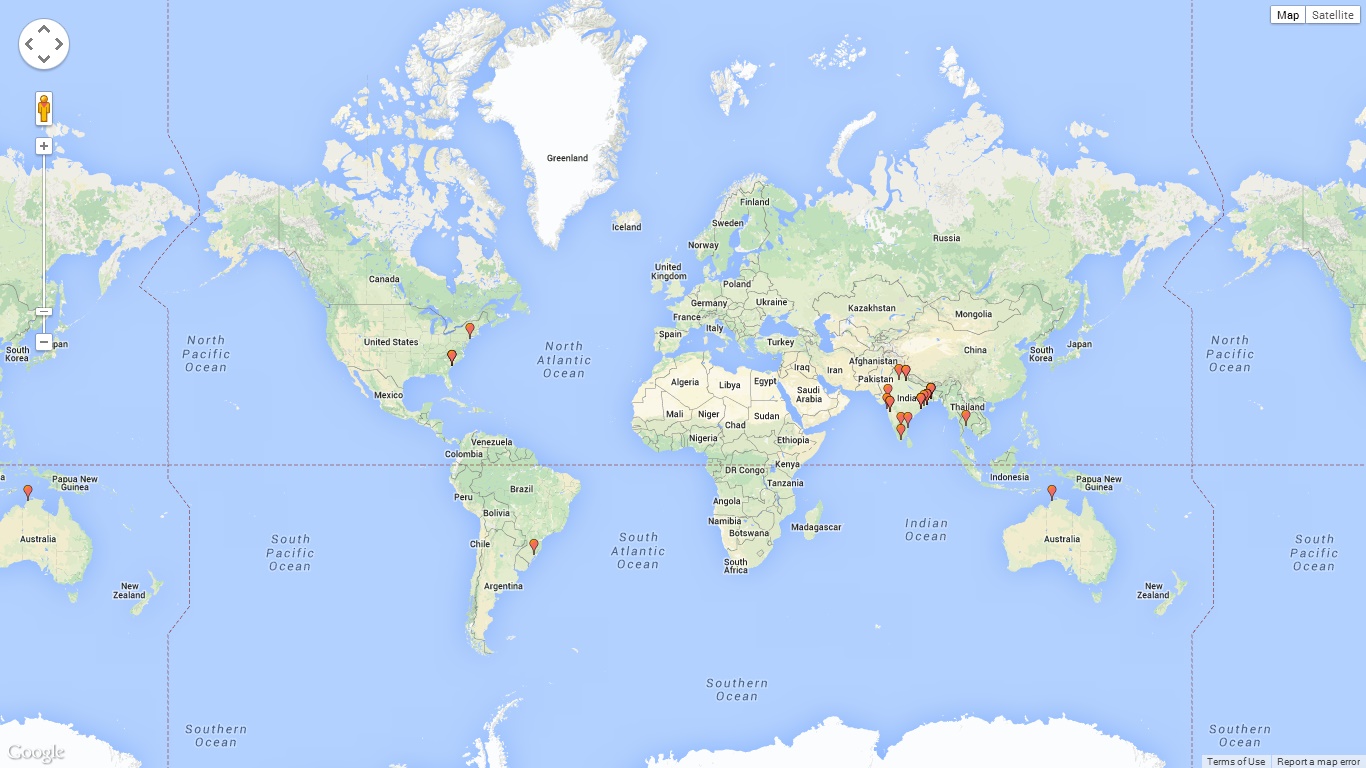 Map
Satellite
Greenland
Finland
Iceland
Sweden
Norway
Russia
United
Kingdom
Canada
Poland
Germany
Ukraine
Kazakhstan
Mongolia
France
Italy
Spain
United States
Turkey
South
Korea
pan
North
Pacific
Ocean
North
Atlantic
Ocean
China
South
Korea
Japan
North
Pacific
Ocean
Afghanistan
Iraq
Iran
Pakistan
Algeria
Libya
Egypt
Saudi
Arabia
Mexico
India
Thailand
Mali
Niger
Sudan
Chad
Nigeria
Ethiopia
Venezuela
Colombia
Kenya
DR Congo
Tanzania
Indonesia
a
Papua New
Guinea
Papua New
Guinea
Brazil
Peru
Angola
Bolivia
Namibia
Botswana
Madagascar
Indian
Ocean
Australia
Australia
South
Pacific
Ocean
Chile
South
Atlantic
Ocean
South
Africa
South
Pacific
Ocean
New
Zealand
Argentina
New
Zealand
Southern
Ocean
Southern
Ocean
Southern
Ocean
Google
Terms of Use
Report a map error